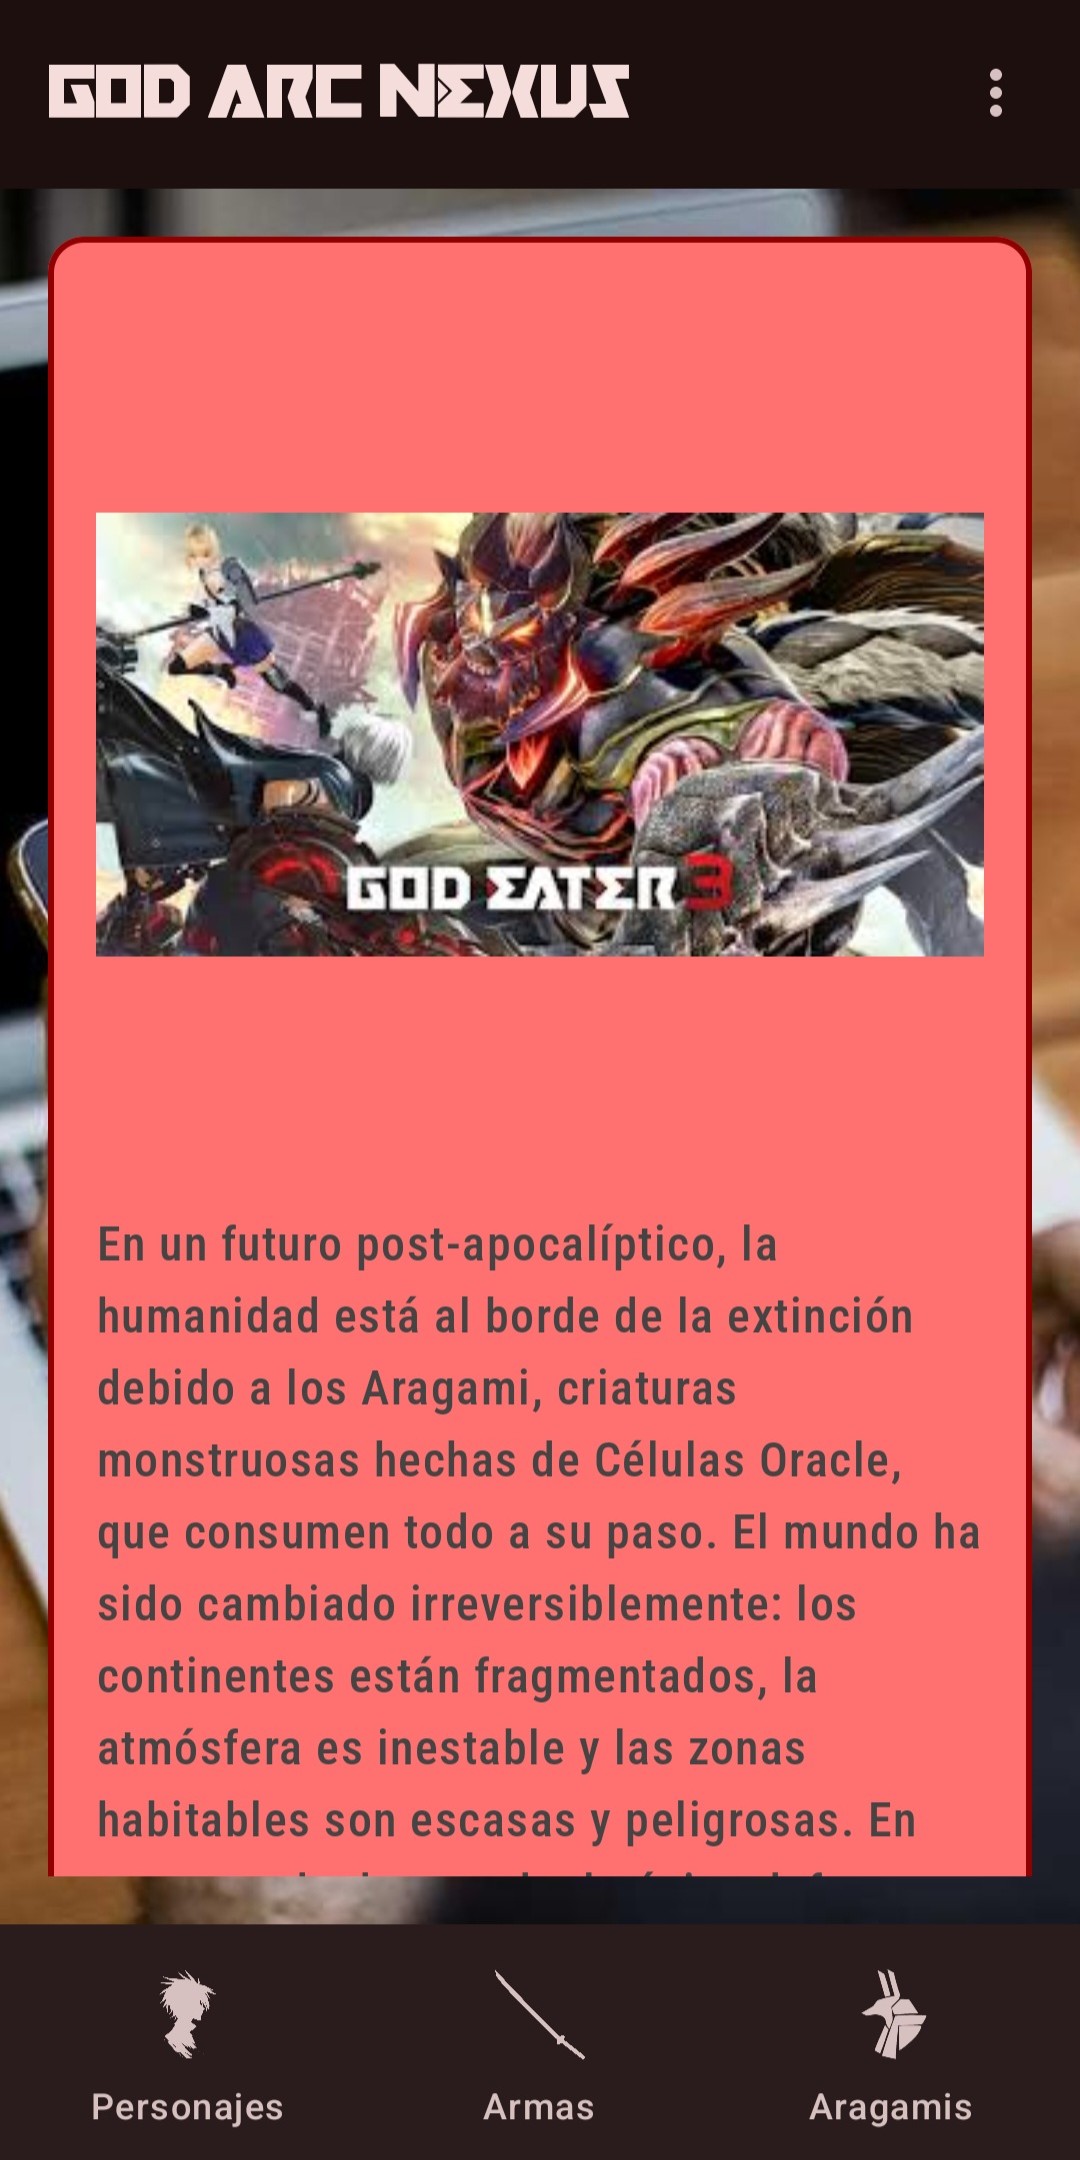 GOD ARC NEXUS
GOD EATER 3
En un futuro post-apocalíptico, la
humanidad está al borde de la extinción
debido a los Aragami, criaturas
monstruosas hechas de Células Oracle,
que consumen todo a su paso. El mundo ha
sido cambiado irreversiblemente: los
continentes están fragmentados, la
atmósfera es inestable y las zonas
habitables son escasas y peligrosas. En
Personajes
Armas
Aragamis